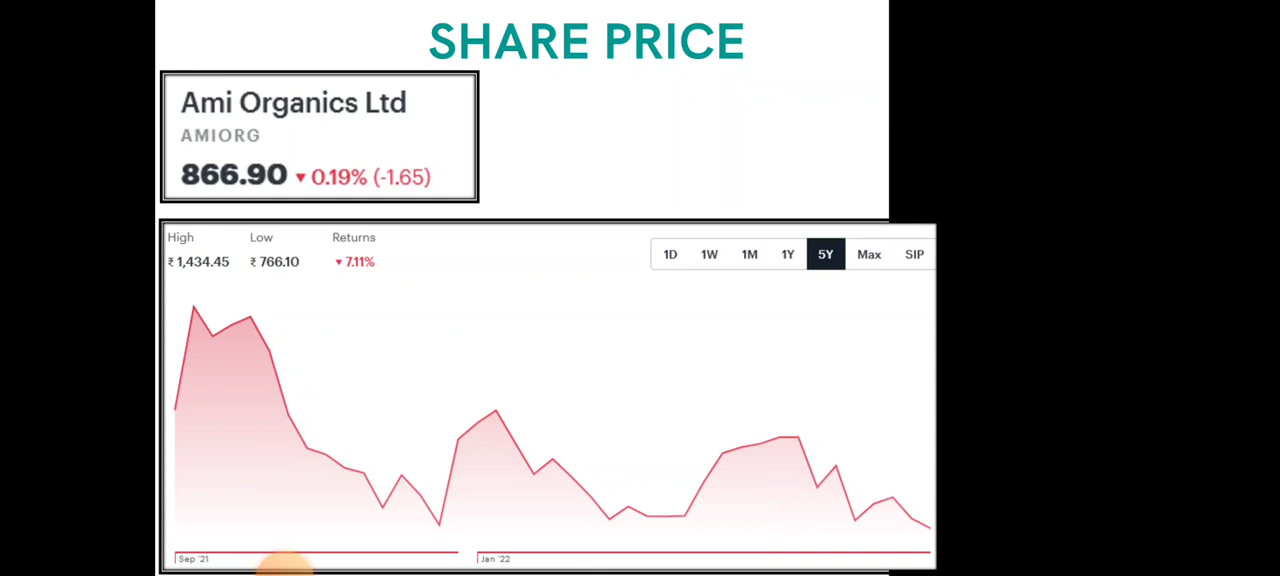 SHARE PRICE
Ami Organics Ltd
AMIORG
866.90 ▼ 0.19% (-1.65)
High Low Returns
₹ 1,434.45 ₹ 766.10 ▼ 7.11%
1D 1W 1M 1Y 5Y Max SIP
Sep '21 Jan '22